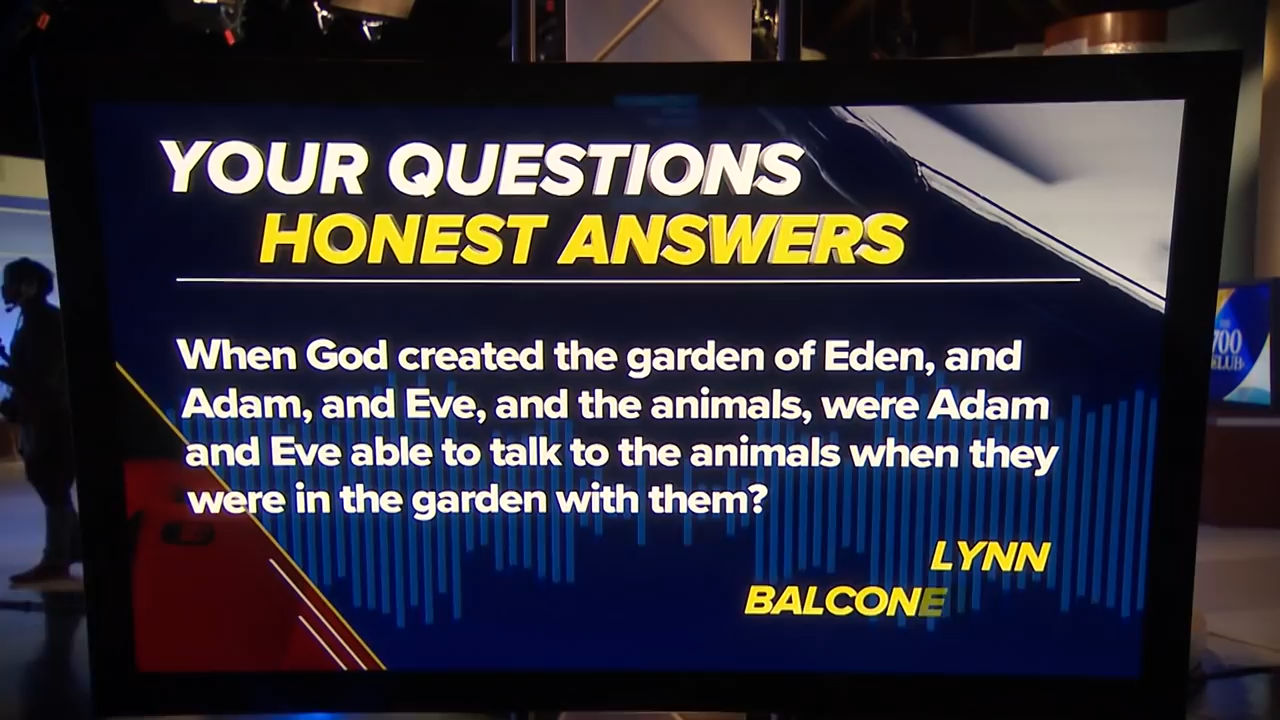 YOUR QUESTIONS
HONEST ANSWERS
When God created the garden of Eden, and
Adam, and Eve, and the animals, were Adam
and Eve able to talk to the animals when they
were in the garden with them?
LYNN
BALCONE
700
CLUB